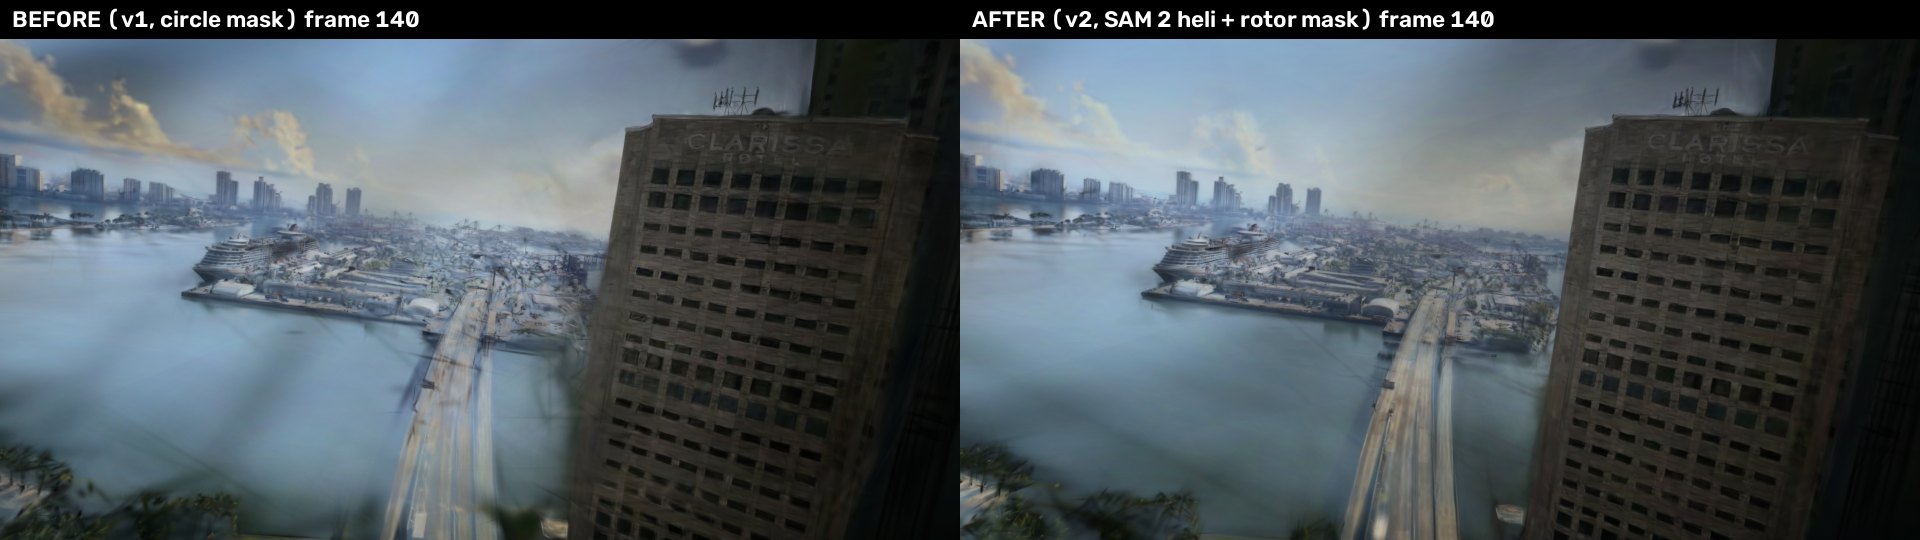 BEFORE (v1, circle mask) frame 140
AFTER (v2, SAM 2 heli + rotor mask) frame 140
CLARISSA
HOTEL
CLARISSA
HOTEL